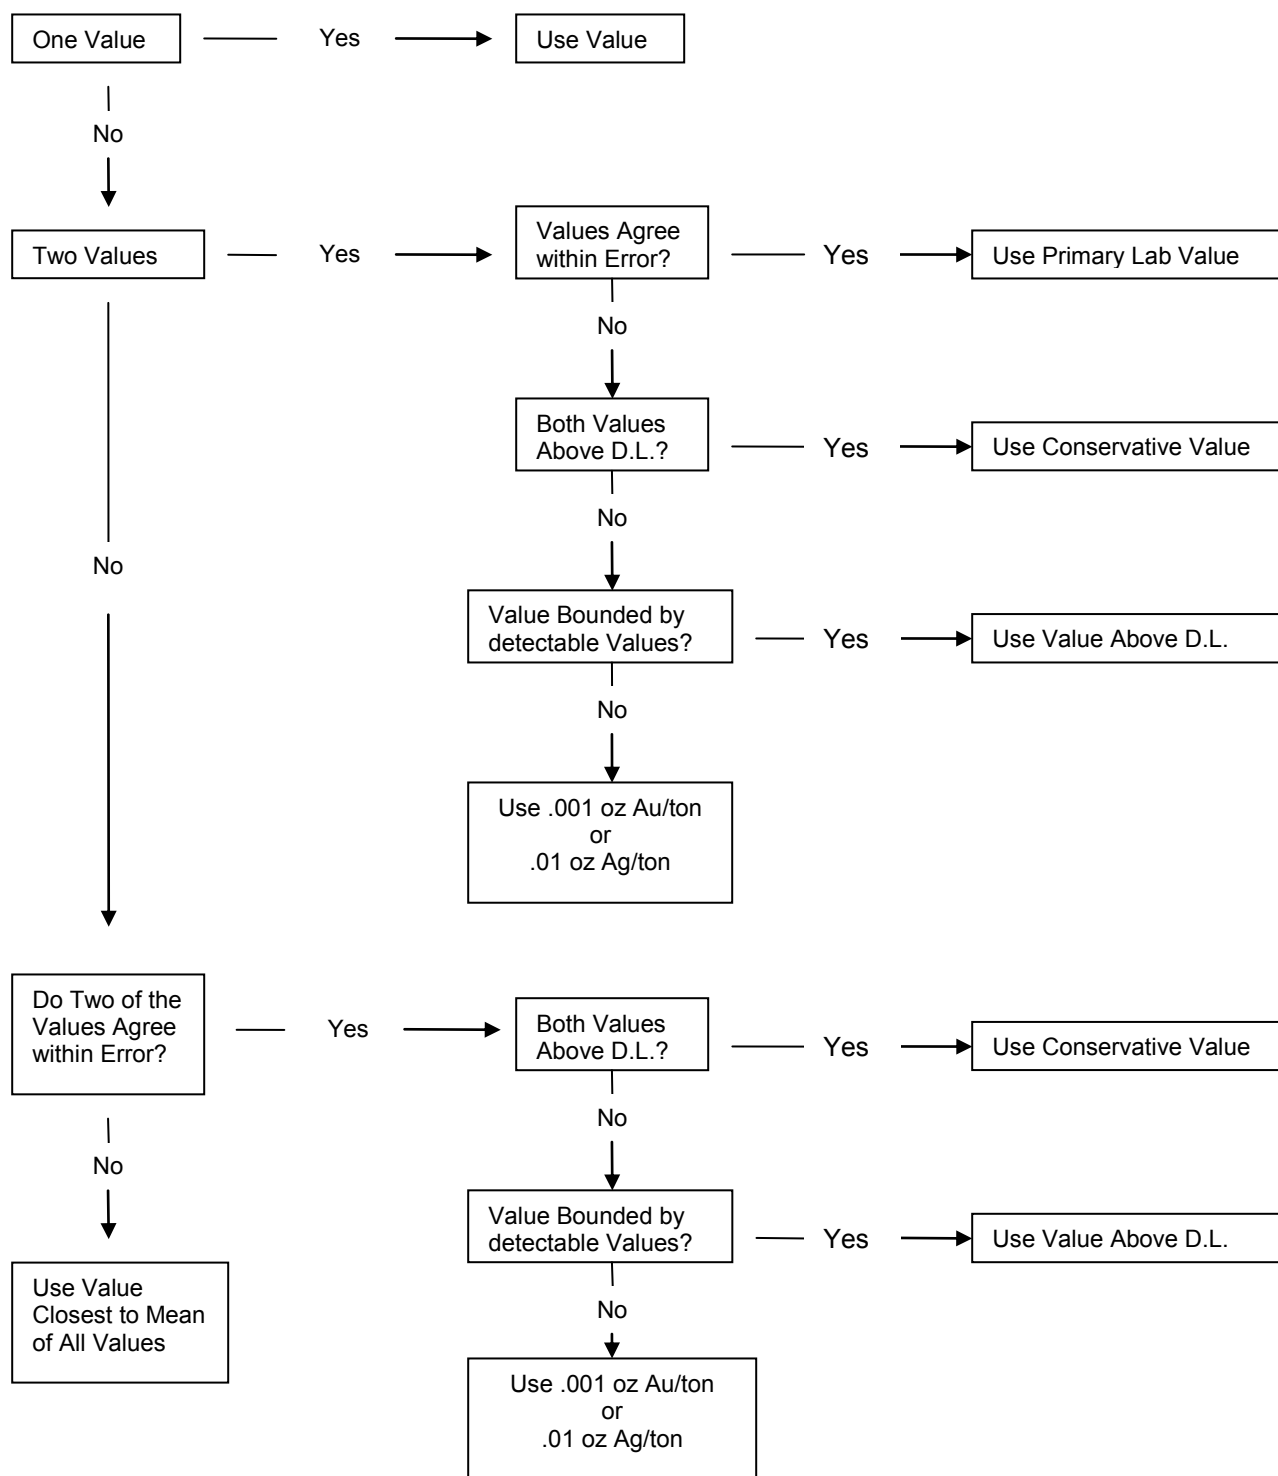 One Value
Yes
Use Value
No
Two Values
Yes
Values Agree
within Error?
Yes
Use Primary Lab Value
No
Both Values
Above D.L.?
Yes
Use Conservative Value
No
No
Value Bounded by
detectable Values?
Yes
Use Value Above D.L.
No
Use .001 oz Au/ton
or
.01 oz Ag/ton
Do Two of the
Values Agree
within Error?
Yes
Both Values
Above D.L.?
Yes
Use Conservative Value
No
No
Value Bounded by
detectable Values?
Yes
Use Value Above D.L.
Use Value
Closest to Mean
of All Values
No
Use .001 oz Au/ton
or
.01 oz Ag/ton